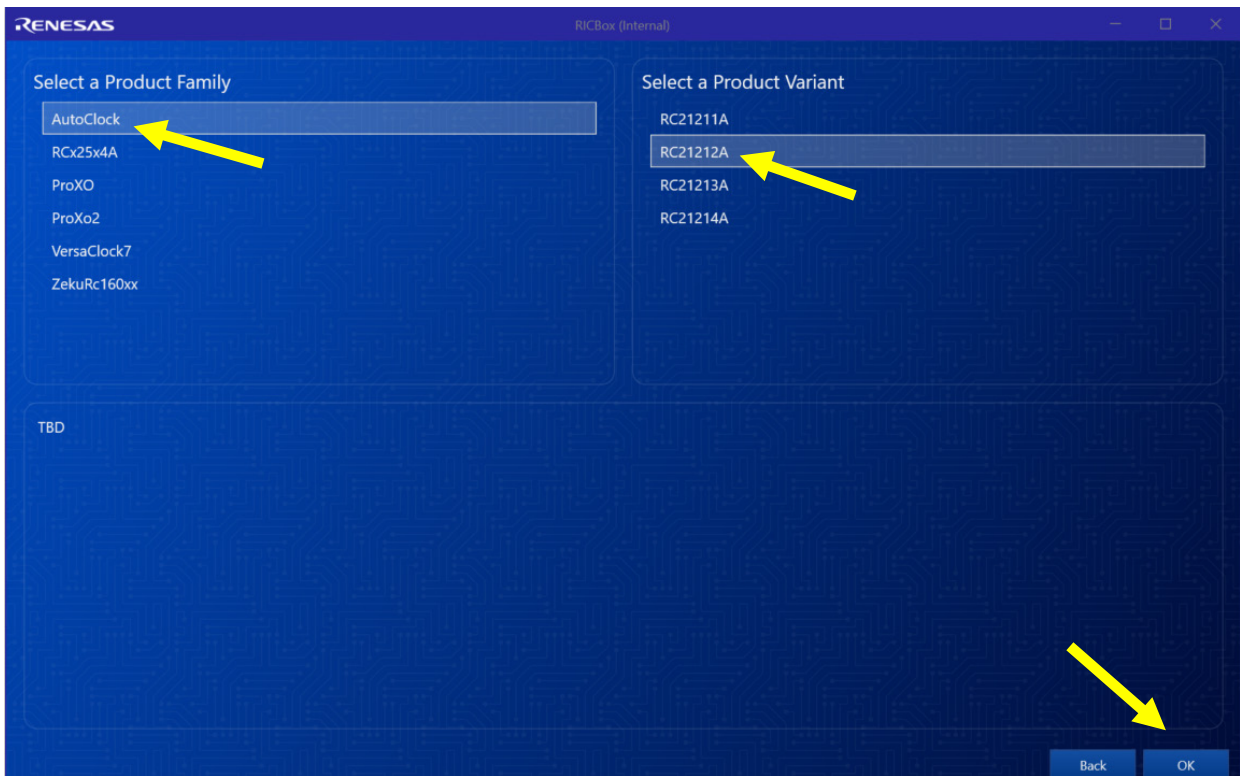 RENESAS
RICBox (Internal)
Select a Product Family
AutoClock
RCx25x4A
ProXO
ProXo2
VersaClock7
ZekuRc160xx
Select a Product Variant
RC21211A
RC21212A
RC21213A
RC21214A
TBD
Back
OK